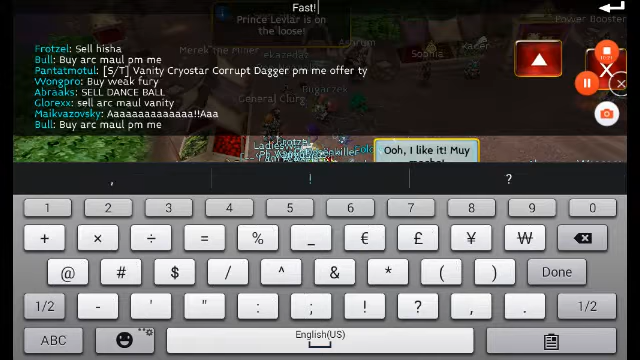 Fast!
Prince Levlar is on
the loose!
Power Booster
Merek the Miner
Sophia
Kacer
General Clurg
Frotzel: Sell hisha
Bull: Buy arc maul pm me
Pantatmotul: [S/T] Vanity Cryostar Corrupt Dagger pm me offer ty
Wongpro: Buy weak fury
Abraaks: SELL DANCE BALL
Glorexx: sell arc maul vanity
Maikvazovsky: Aaaaaaaaaaaaa!!Aaa
Bull: Buy arc maul pm me
Ooh, I like it! Muy
, ! ?
1 2 3 4 5 6 7 8 9 0
+ × ÷ = % _ € £ ¥ ₩
@ # $ / ^ & * ( ) Done
1/2 - ' " : ; ! ? , . 1/2
ABC English(US)